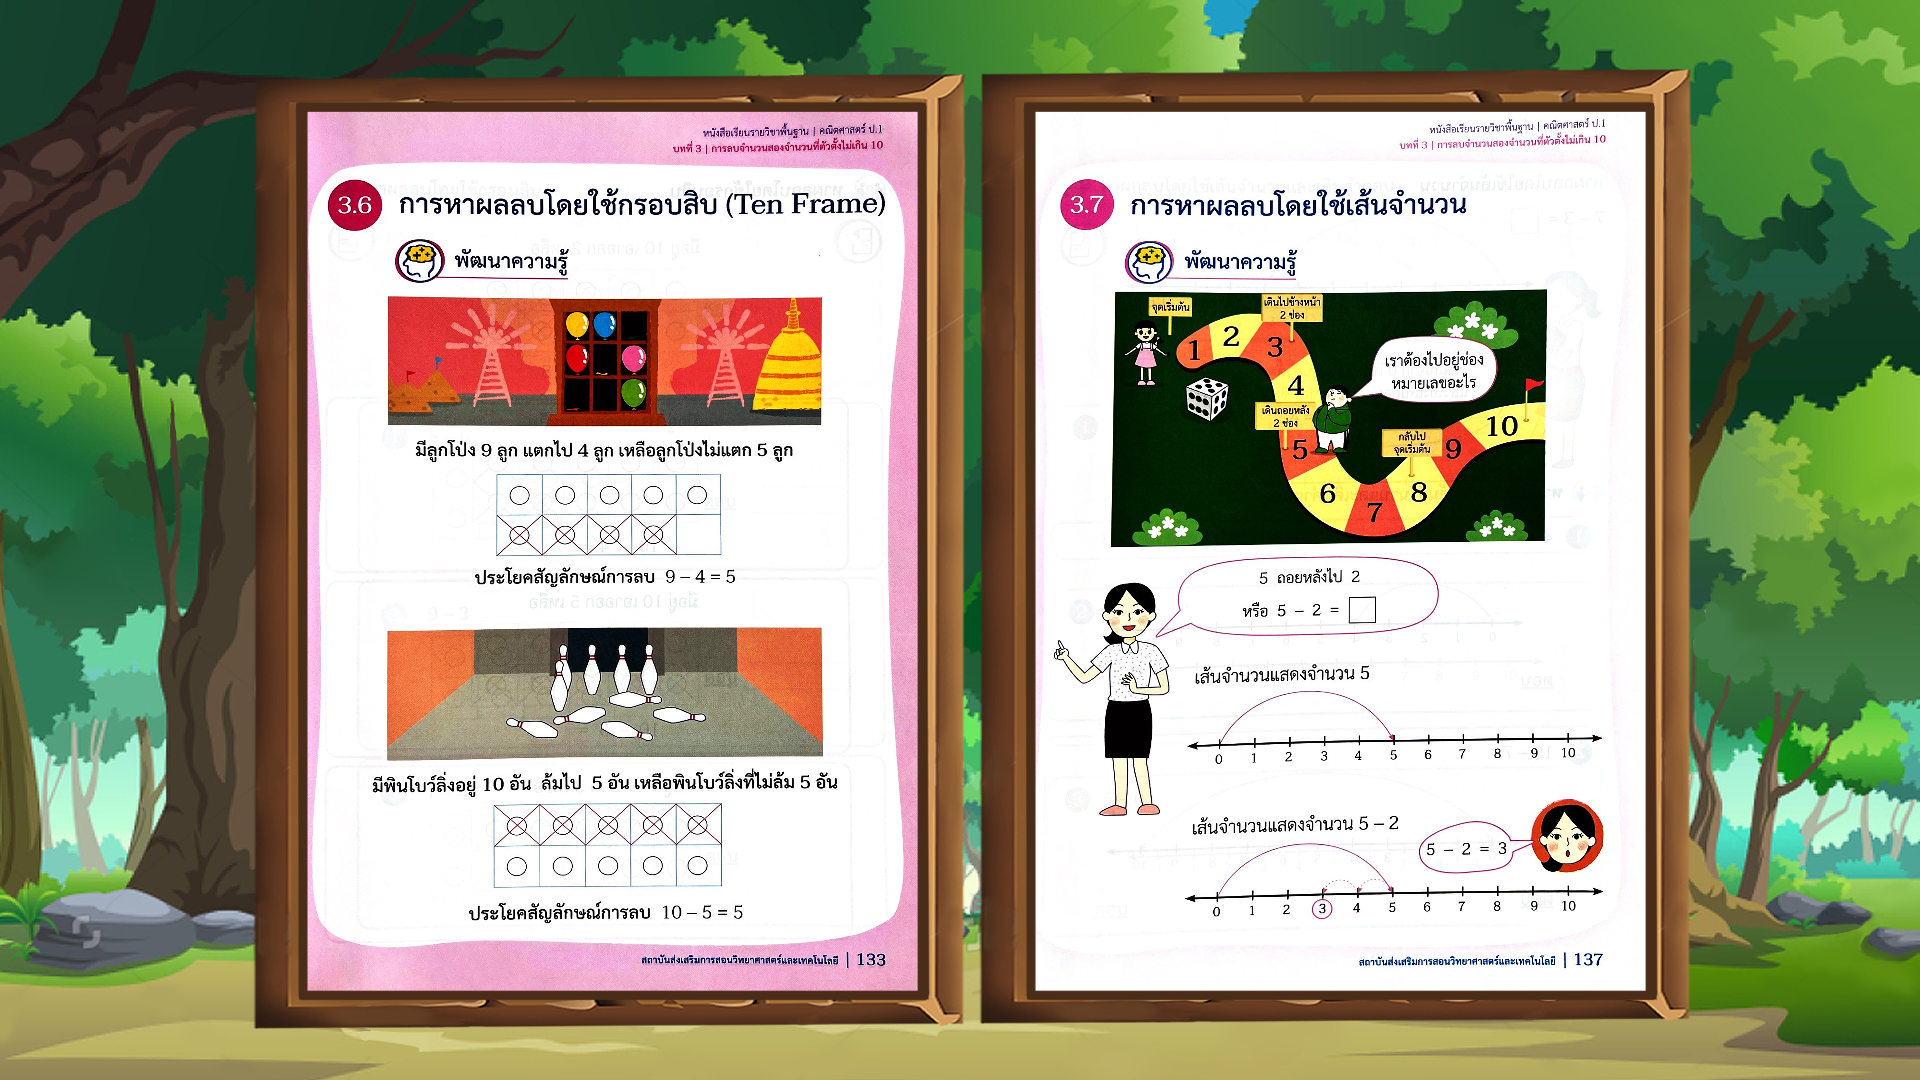 หนังสือเรียนรายวิชาพื้นฐาน | คณิตศาสตร์ ป.1
บทที่ 3 | การลบจำนวนสองจำนวนที่ตัวตั้งไม่เกิน 10
3.6 การหาผลลบโดยใช้กรอบสิบ (Ten Frame)
พัฒนาความรู้
มีลูกโป่ง 9 ลูก แตกไป 4 ลูก เหลือลูกโป่งไม่แตก 5 ลูก
ประโยคสัญลักษณ์การลบ 9 – 4 = 5
มีพินโบว์ลิ่งอยู่ 10 อัน ล้มไป 5 อัน เหลือพินโบว์ลิ่งที่ไม่ล้ม 5 อัน
ประโยคสัญลักษณ์การลบ 10 – 5 = 5
สถาบันส่งเสริมการสอนวิทยาศาสตร์และเทคโนโลยี | 133
หนังสือเรียนรายวิชาพื้นฐาน | คณิตศาสตร์ ป.1
บทที่ 3 | การลบจำนวนสองจำนวนที่ตัวตั้งไม่เกิน 10
3.7 การหาผลลบโดยใช้เส้นจำนวน
พัฒนาความรู้
จุดเริ่มต้น
เดินไปข้างหน้า
2 ช่อง
1 2 3
เราต้องไปอยู่ช่อง
หมายเลขอะไร
4
เดินถอยหลัง
2 ช่อง
5
กลับไป
จุดเริ่มต้น
6 7 8 9 10
5 ถอยหลังไป 2
หรือ 5 – 2 =
เส้นจำนวนแสดงจำนวน 5
0 1 2 3 4 5 6 7 8 9 10
เส้นจำนวนแสดงจำนวน 5 – 2
5 – 2 = 3
0 1 2 3 4 5 6 7 8 9 10
สถาบันส่งเสริมการสอนวิทยาศาสตร์และเทคโนโลยี | 137